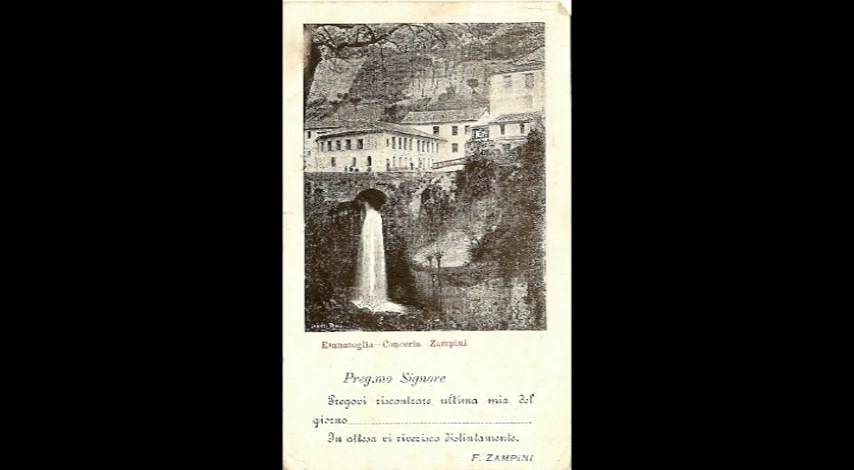 Esanatoglia - Conceria Zampini
Preg.mo Signore
Pregovi riscontrare ultima mia del
giorno
In attesa vi riverisco distintamente.
F. ZAMPINI